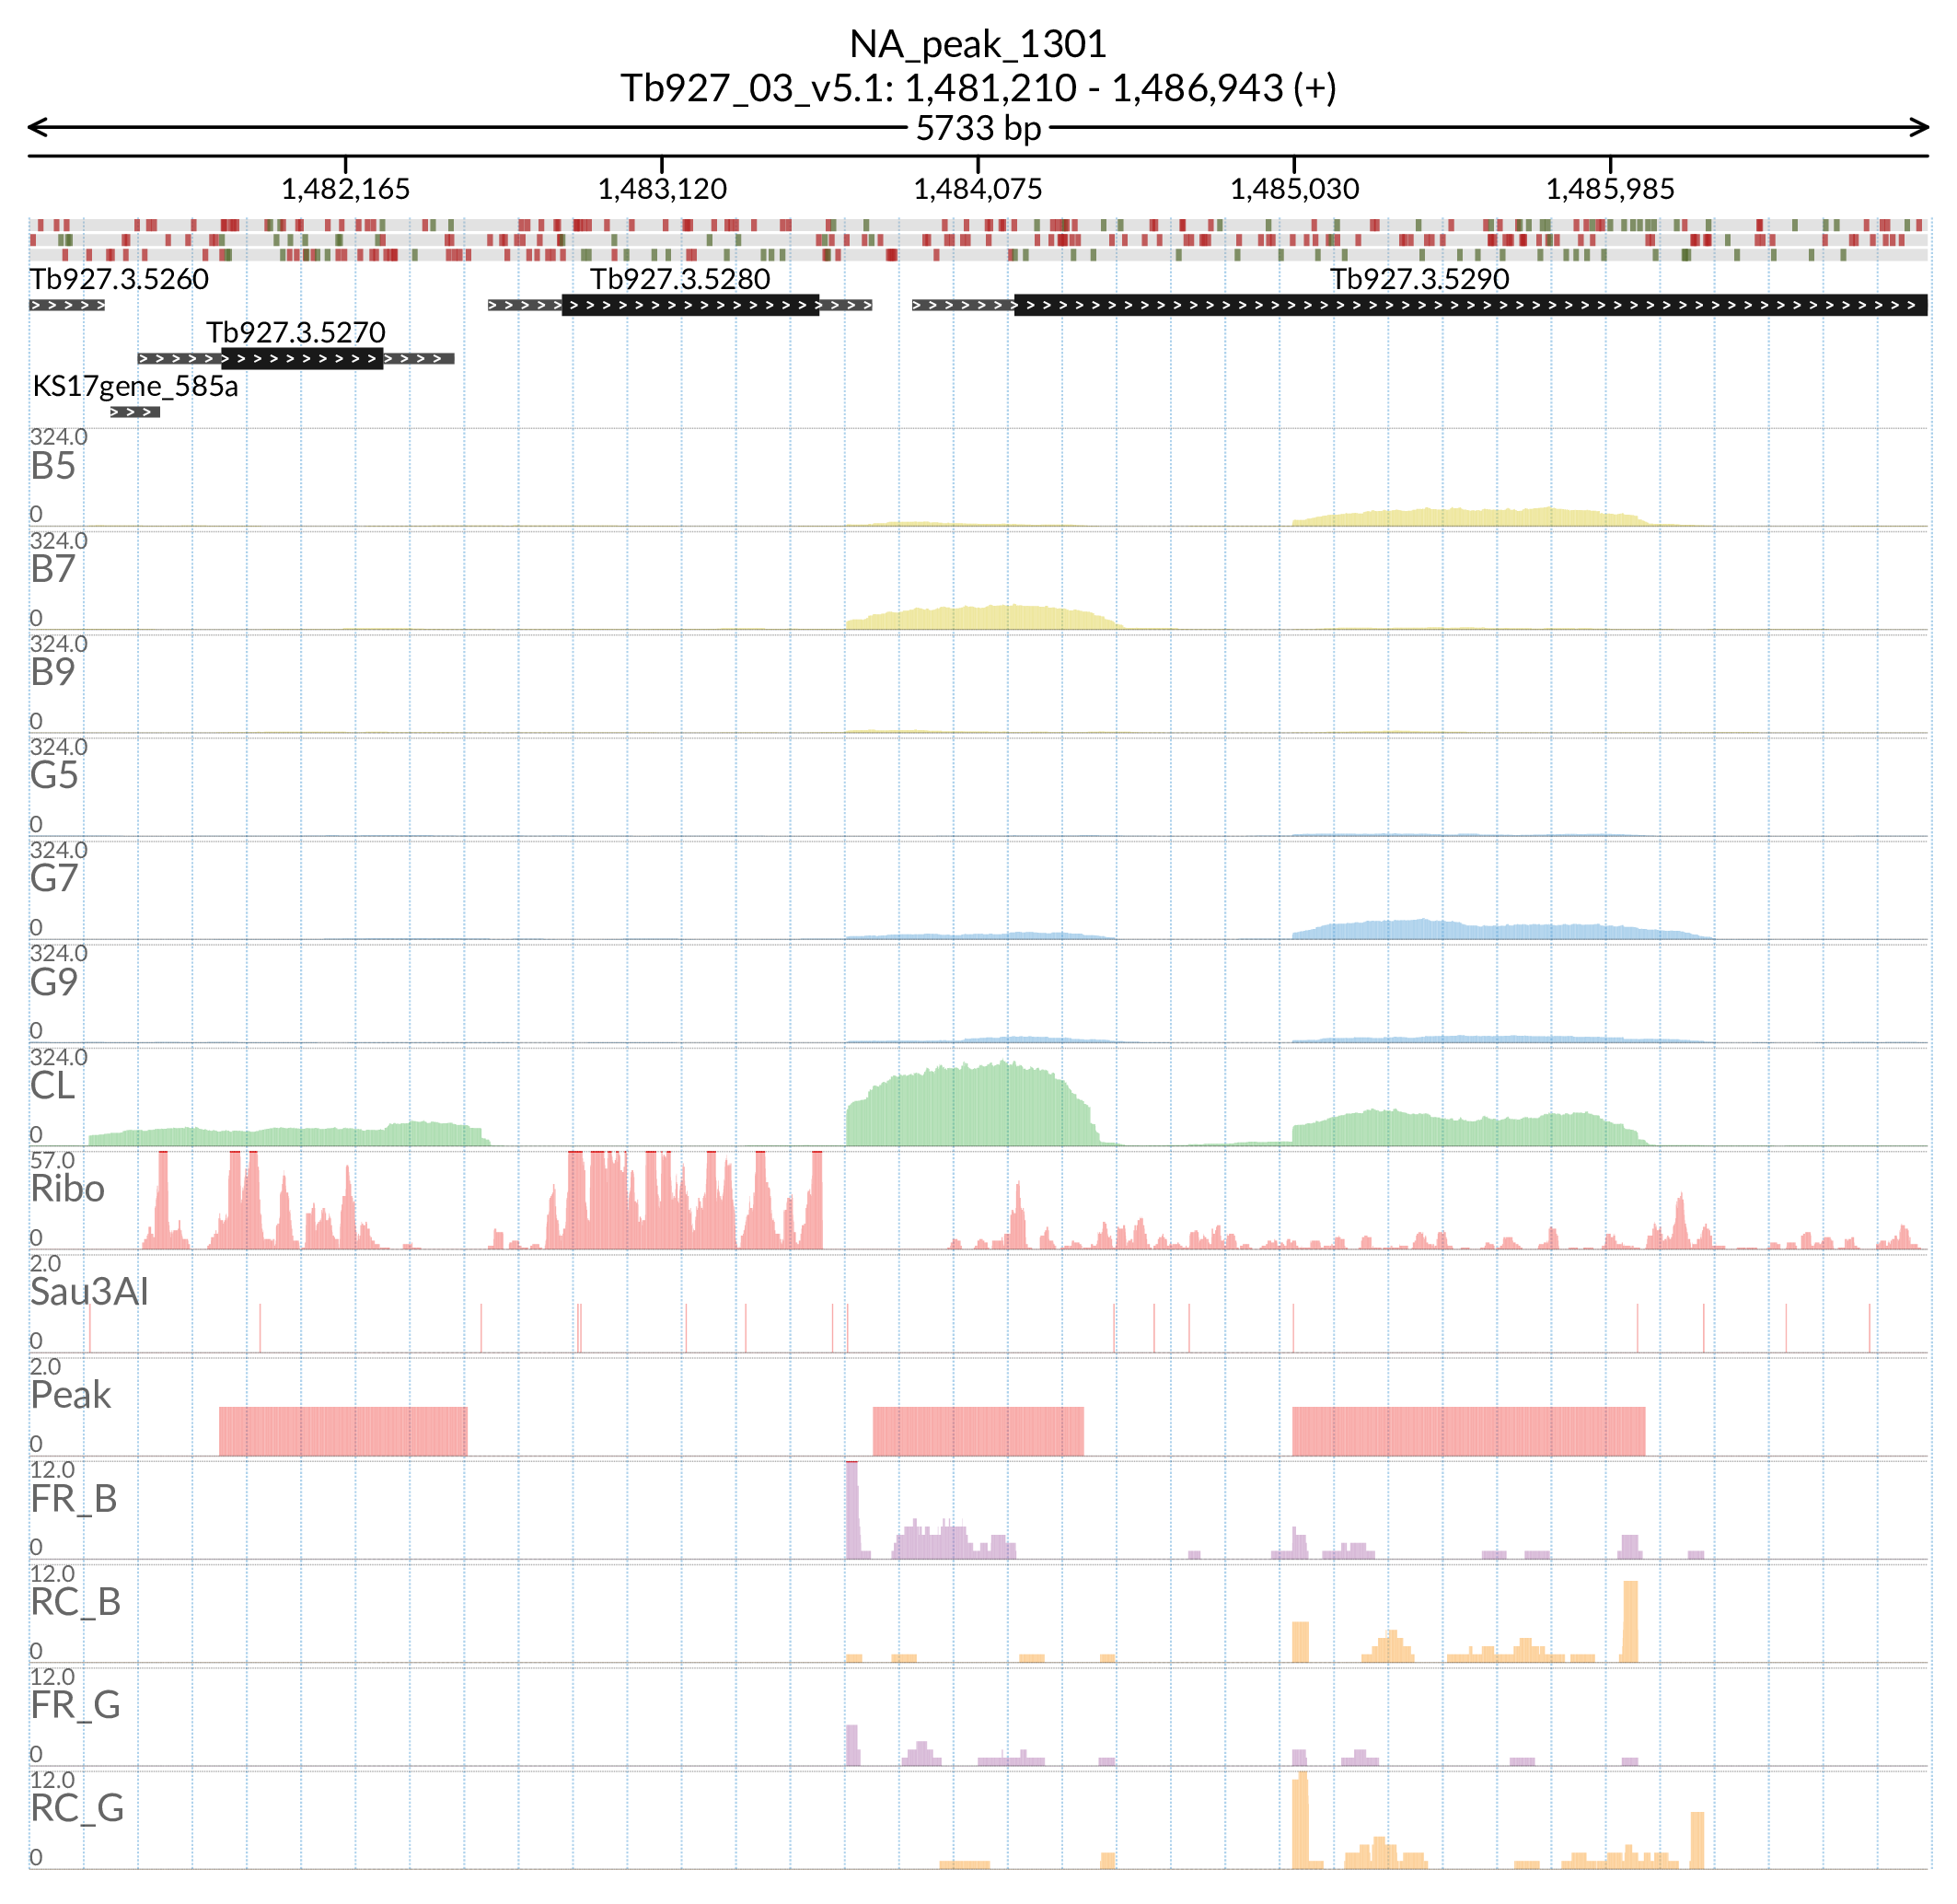 NA_peak_1301
Tb927_03_v5.1: 1,481,210 - 1,486,943 (+)
5733 bp
1,482,165 1,483,120 1,484,075 1,485,030 1,485,985
Tb927.3.5260 Tb927.3.5280 Tb927.3.5290
Tb927.3.5270
KS17gene_585a
324.0
B5
0
324.0
B7
0
324.0
B9
0
324.0
G5
0
324.0
G7
0
324.0
G9
0
324.0
CL
0
57.0
Ribo
0
2.0
Sau3AI
0
2.0
Peak
0
12.0
FR_B
0
12.0
RC_B
0
12.0
FR_G
0
12.0
RC_G
0